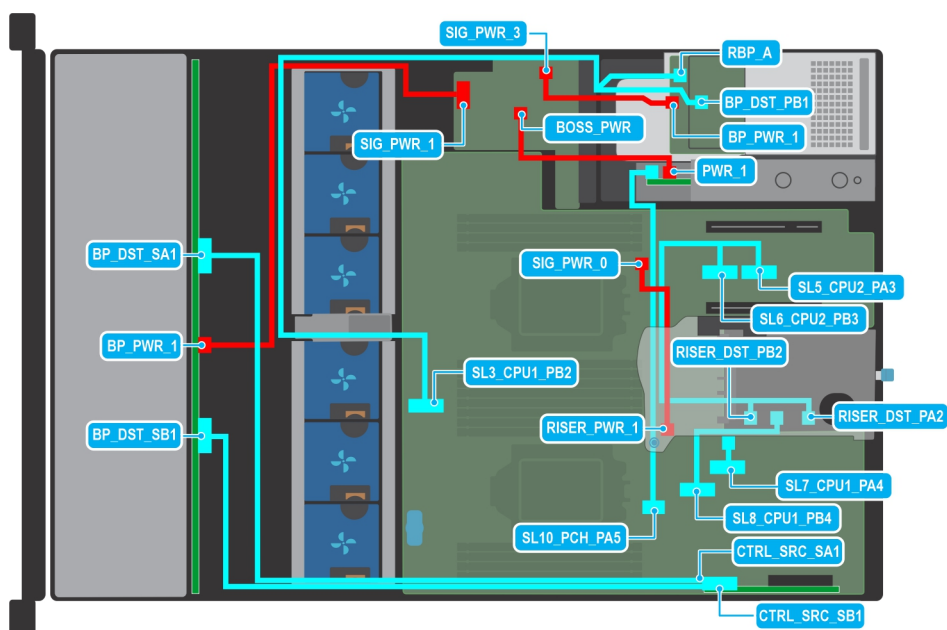 SIG_PWR_3
RBP_A
BP_DST_PB1
BOSS_PWR
BP_PWR_1
SIG_PWR_1
PWR_1
BP_DST_SA1
SIG_PWR_0
SL5_CPU2_PA3
SL6_CPU2_PB3
BP_PWR_1
RISER_DST_PB2
SL3_CPU1_PB2
RISER_DST_PA2
BP_DST_SB1
RISER_PWR_1
SL7_CPU1_PA4
SL8_CPU1_PB4
SL10_PCH_PA5
CTRL_SRC_SA1
CTRL_SRC_SB1